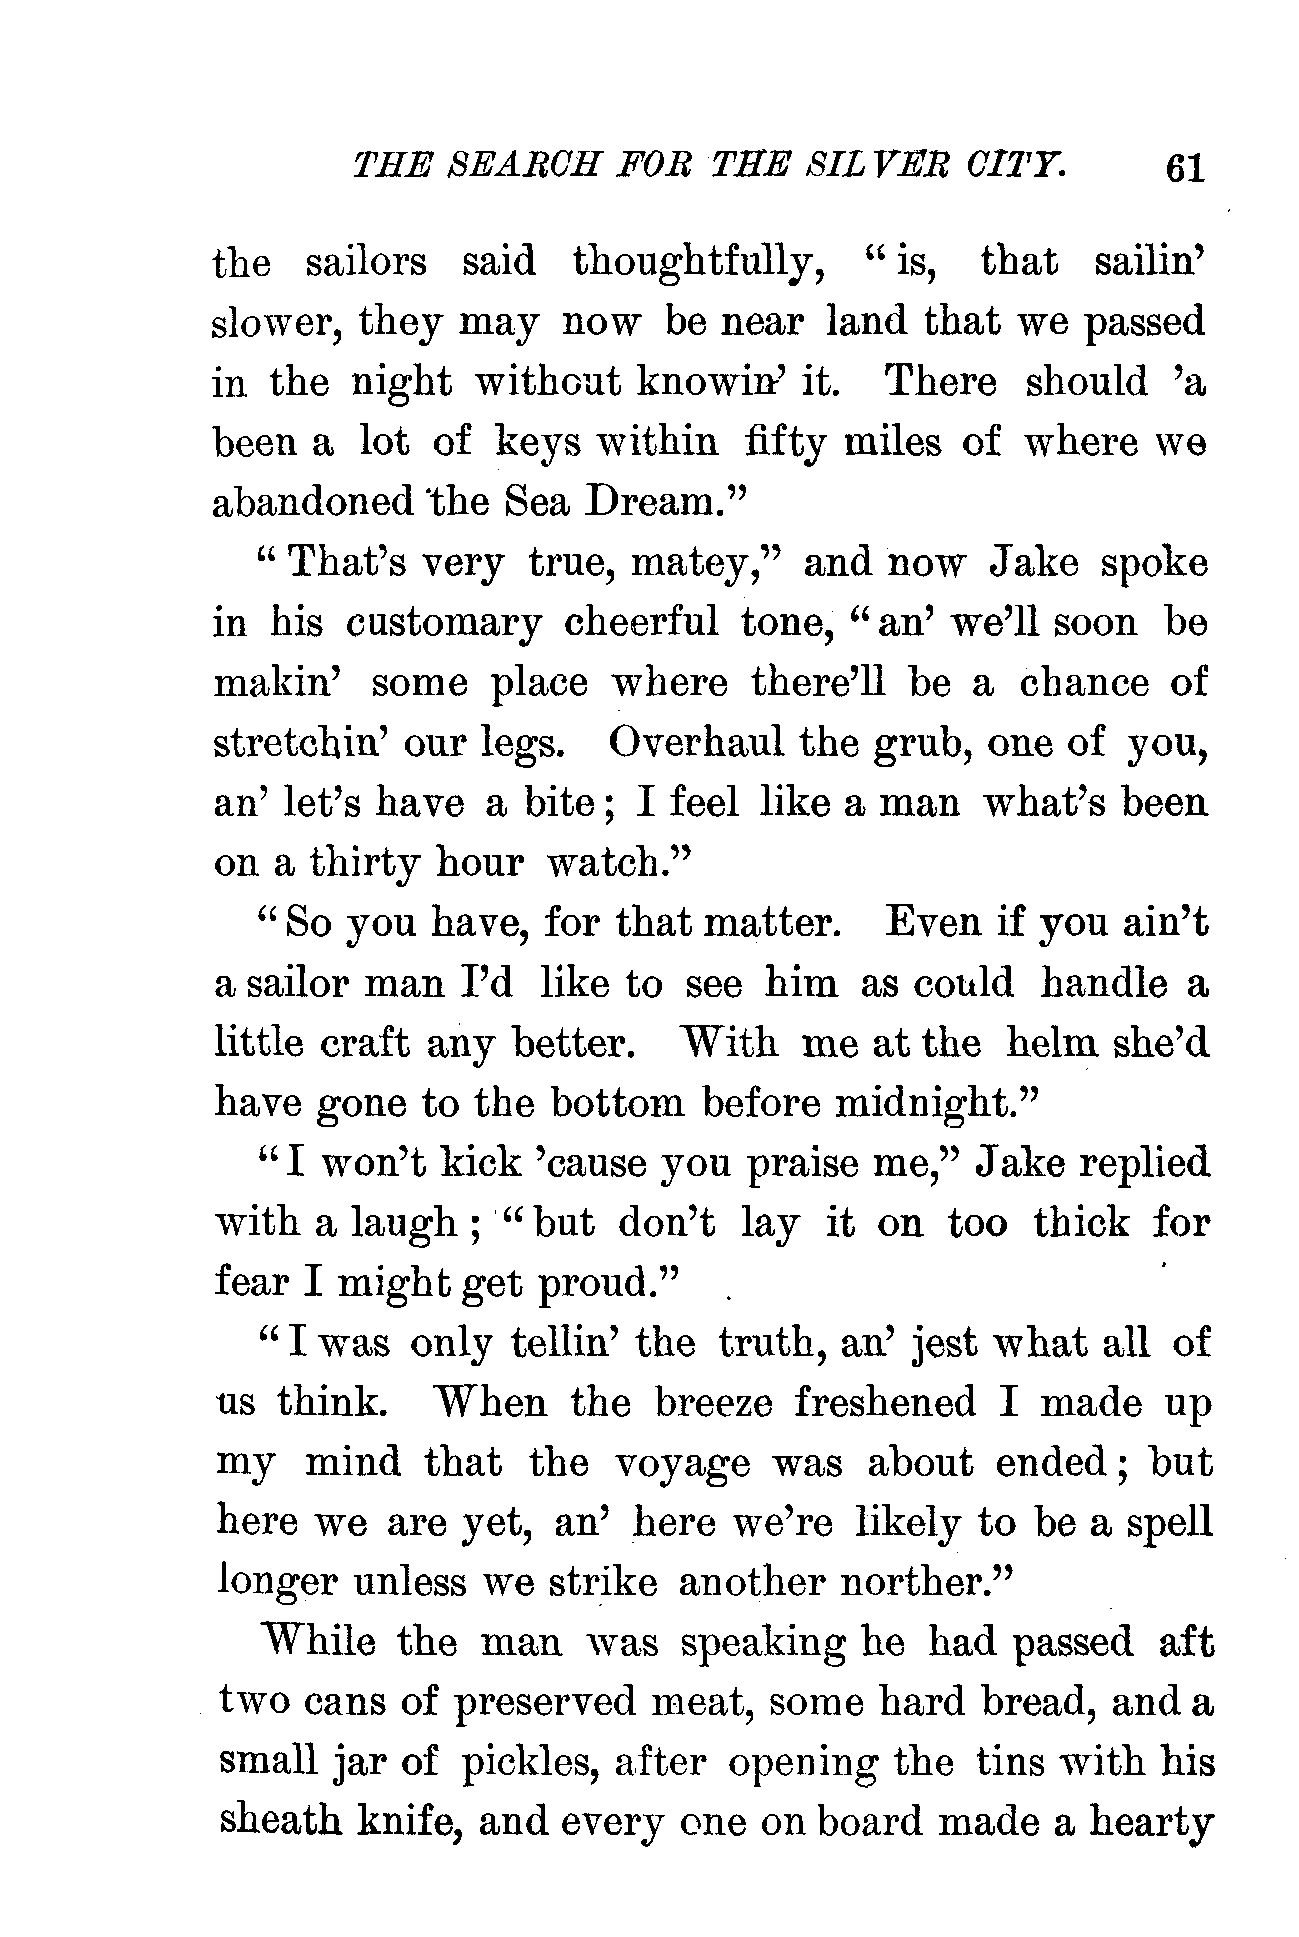 THE SEARCH FOR THE SILVER CITY. 61
the sailors said thoughtfully, “is, that sailin’
slower, they may now be near land that we passed
in the night without knowin’ it. There should ’a
been a lot of keys within fifty miles of where we
abandoned the Sea Dream.”
“That’s very true, matey,” and now Jake spoke
in his customary cheerful tone, “an’ we’ll soon be
makin’ some place where there’ll be a chance of
stretchin’ our legs. Overhaul the grub, one of you,
an’ let’s have a bite; I feel like a man what’s been
on a thirty hour watch.”
“So you have, for that matter. Even if you ain’t
a sailor man I’d like to see him as could handle a
little craft any better. With me at the helm she’d
have gone to the bottom before midnight.”
“I won’t kick ’cause you praise me,” Jake replied
with a laugh; “but don’t lay it on too thick for
fear I might get proud.”
“I was only tellin’ the truth, an’ jest what all of
us think. When the breeze freshened I made up
my mind that the voyage was about ended; but
here we are yet, an’ here we’re likely to be a spell
longer unless we strike another norther.”
While the man was speaking he had passed aft
two cans of preserved meat, some hard bread, and a
small jar of pickles, after opening the tins with his
sheath knife, and every one on board made a hearty